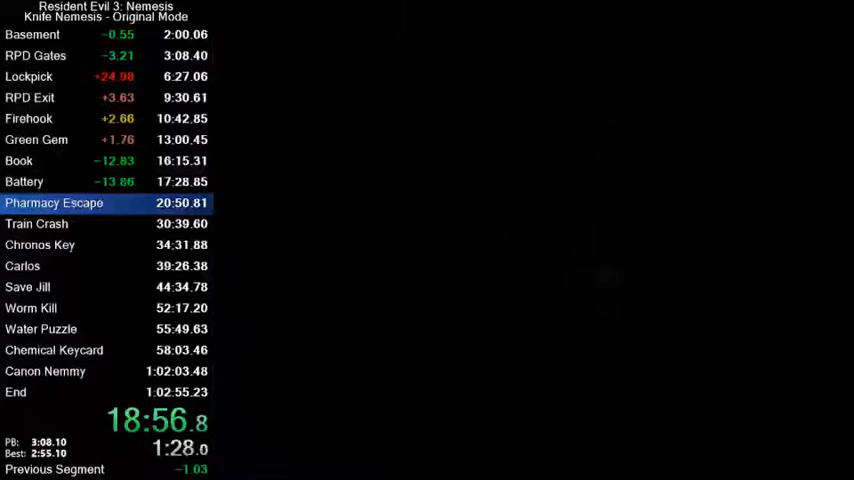 Resident Evil 3: Nemesis
Knife Nemesis - Original Mode
Basement -0.55 2:00.06
RPD Gates -3.21 3:08.40
Lockpick +24.98 6:27.06
RPD Exit +3.63 9:30.61
Firehook +2.66 10:42.85
Green Gem +1.76 13:00.45
Book -12.83 16:15.31
Battery -13.86 17:28.85
Pharmacy Escape 20:50.81
Train Crash 30:39.60
Chronos Key 34:31.88
Carlos 39:26.38
Save Jill 44:34.78
Worm Kill 52:17.20
Water Puzzle 55:49.63
Chemical Keycard 58:03.46
Canon Nemmy 1:02:03.48
End 1:02:55.23
18:56.8
PB: 3:08.10
Best: 2:55.10
1:28.0
Previous Segment -1.03